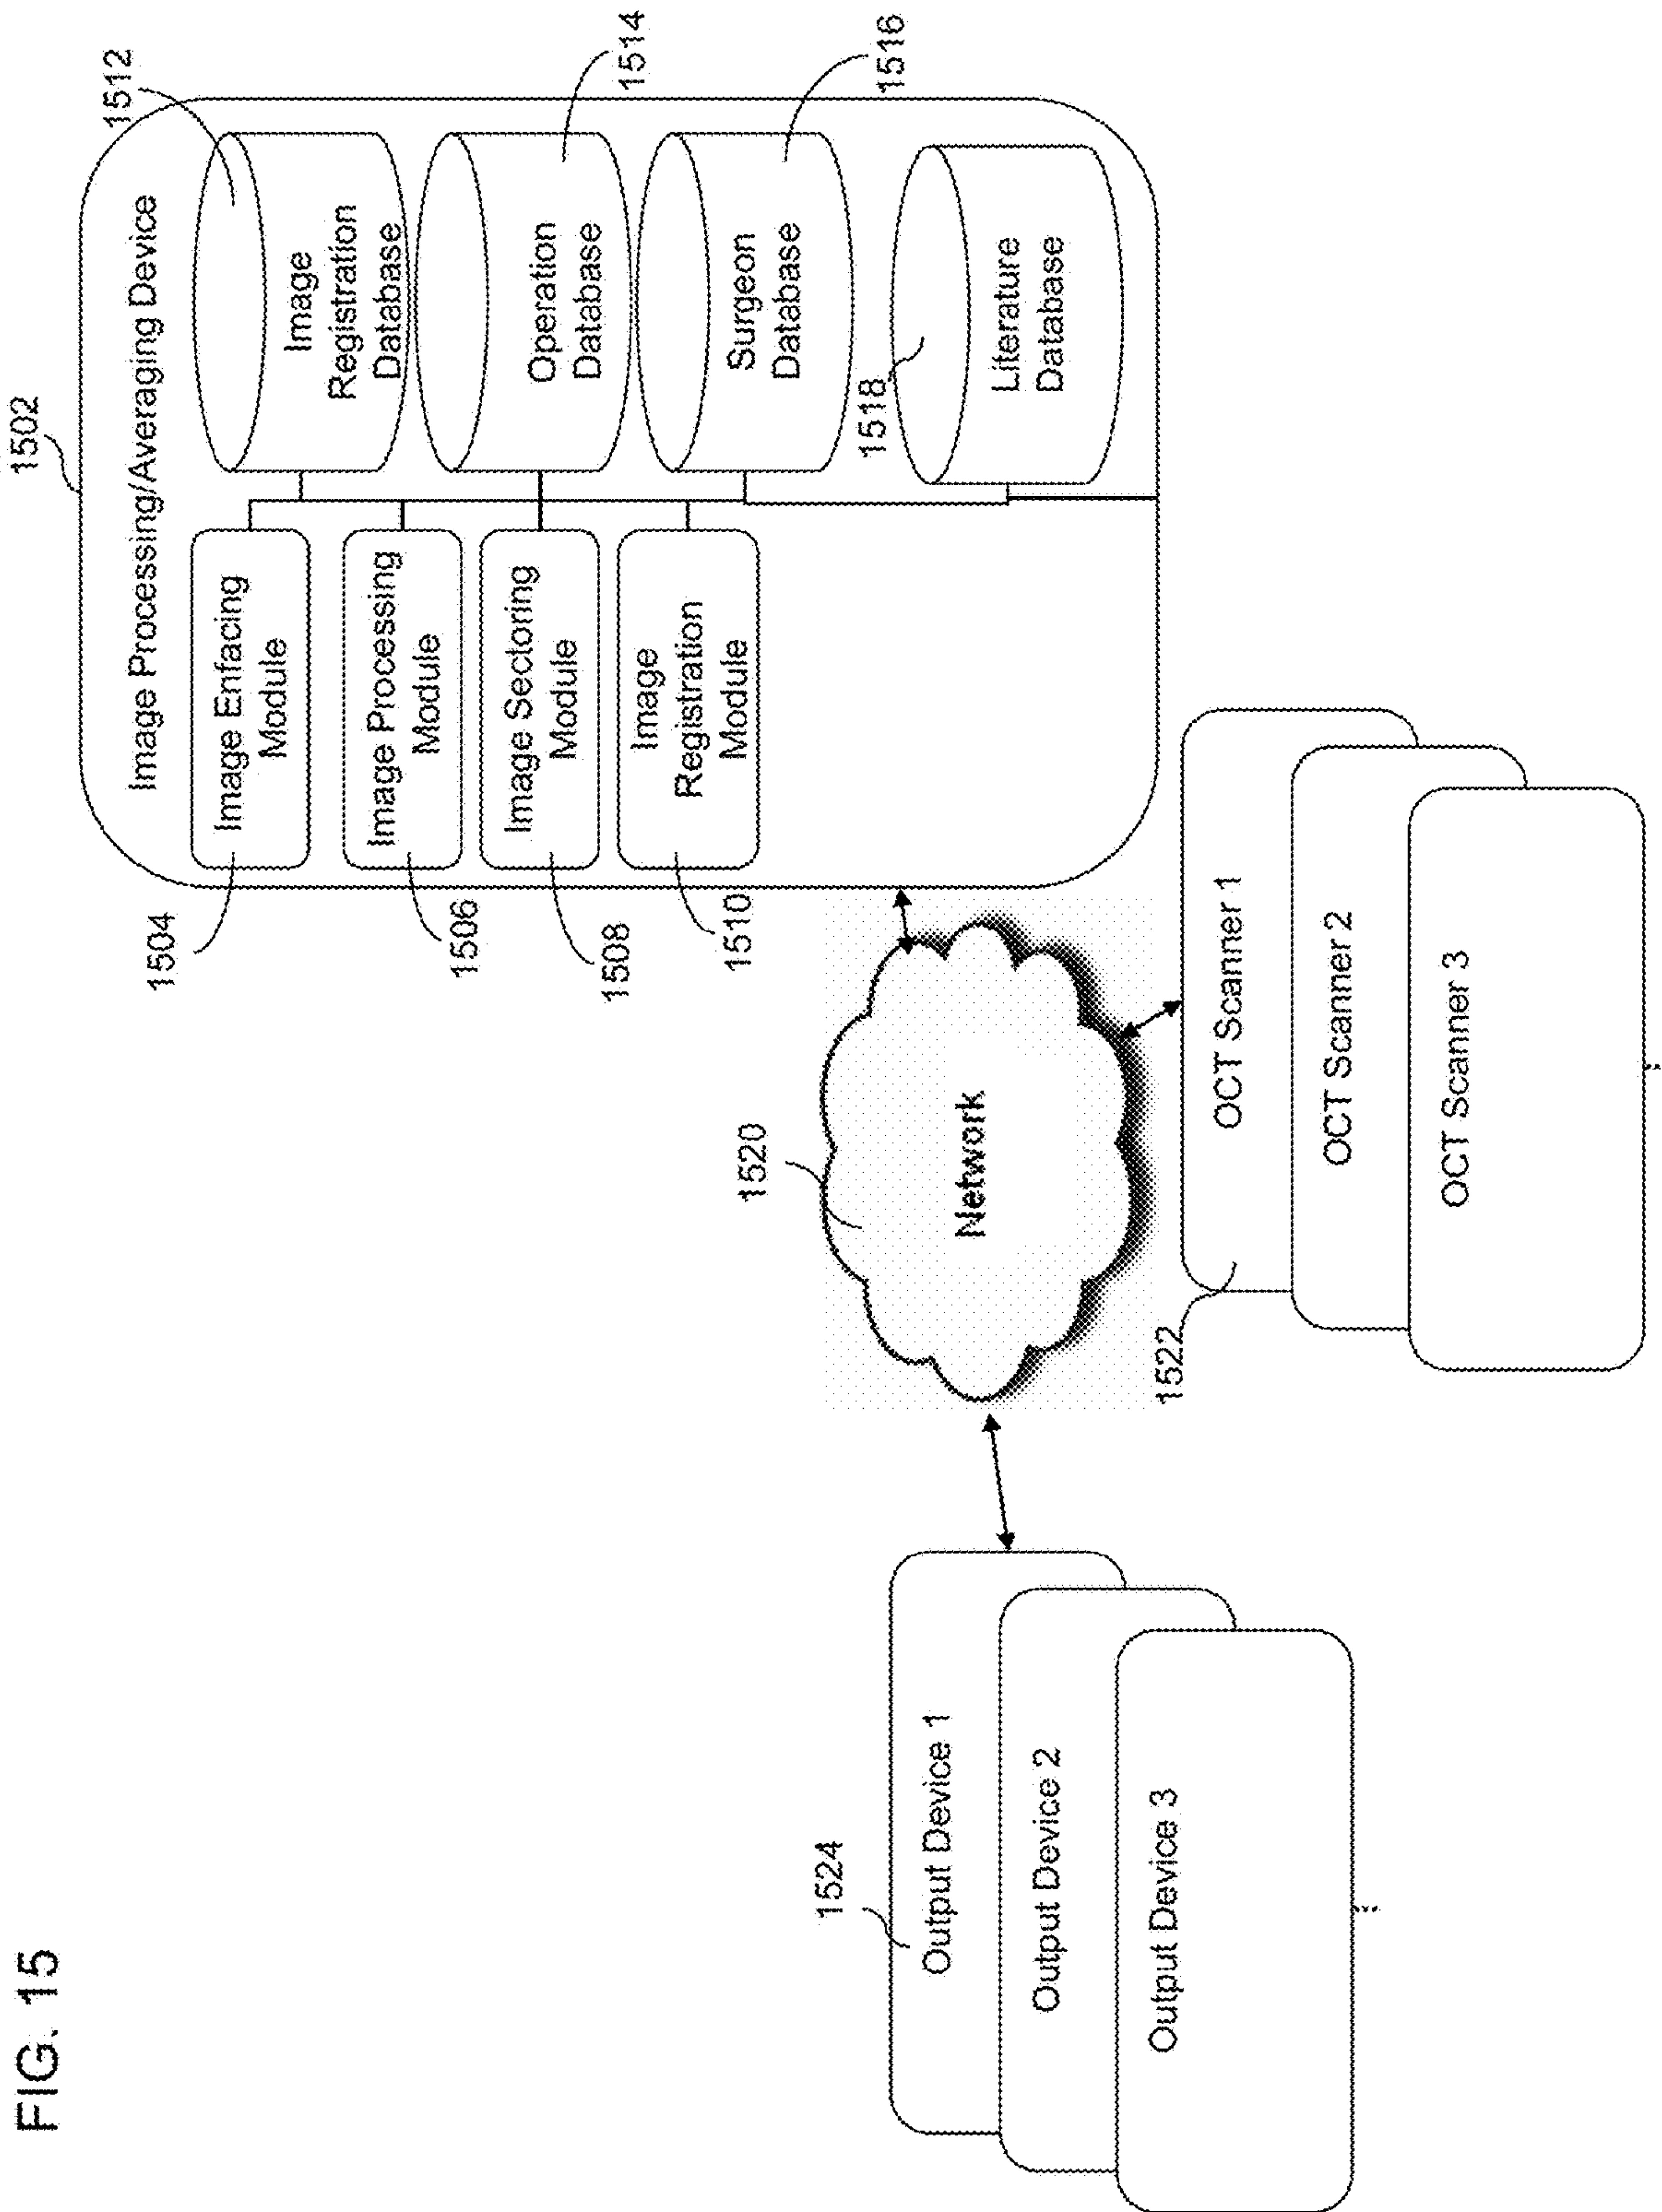 FIG. 15
1502
Image Processing/Averaging Device
1512
1504
Image Enfacing
Module
Image
Registration
Database
1506
Image Processing
Module
1514
Operation
Database
1508
Image Sectoring
Module
1516
Surgeon
Database
1510
Image
Registration
Module
1518
Literature
Database
1520
Network
1524
Output Device 1
Output Device 2
Output Device 3
...
1522
OCT Scanner 1
OCT Scanner 2
OCT Scanner 3
...